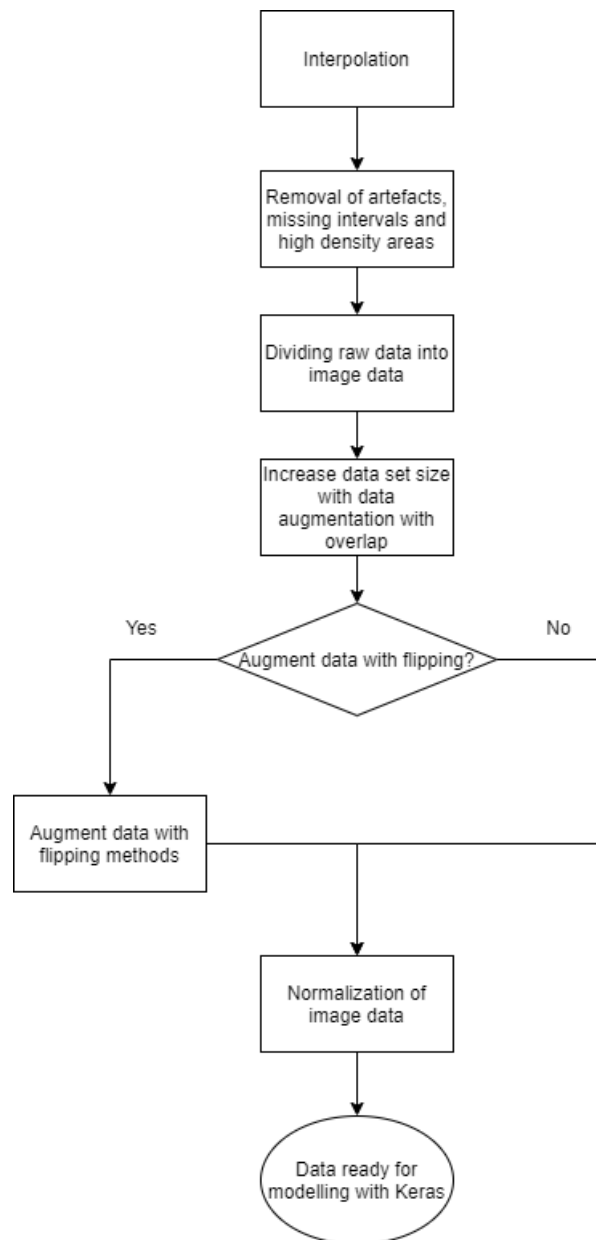 Interpolation
Removal of artefacts,
missing intervals and
high density areas
Dividing raw data into
image data
Increase data set size
with data
augmentation with
overlap
Yes
No
Augment data with flipping?
Augment data with
flipping methods
Normalization of
image data
Data ready for
modelling with Keras